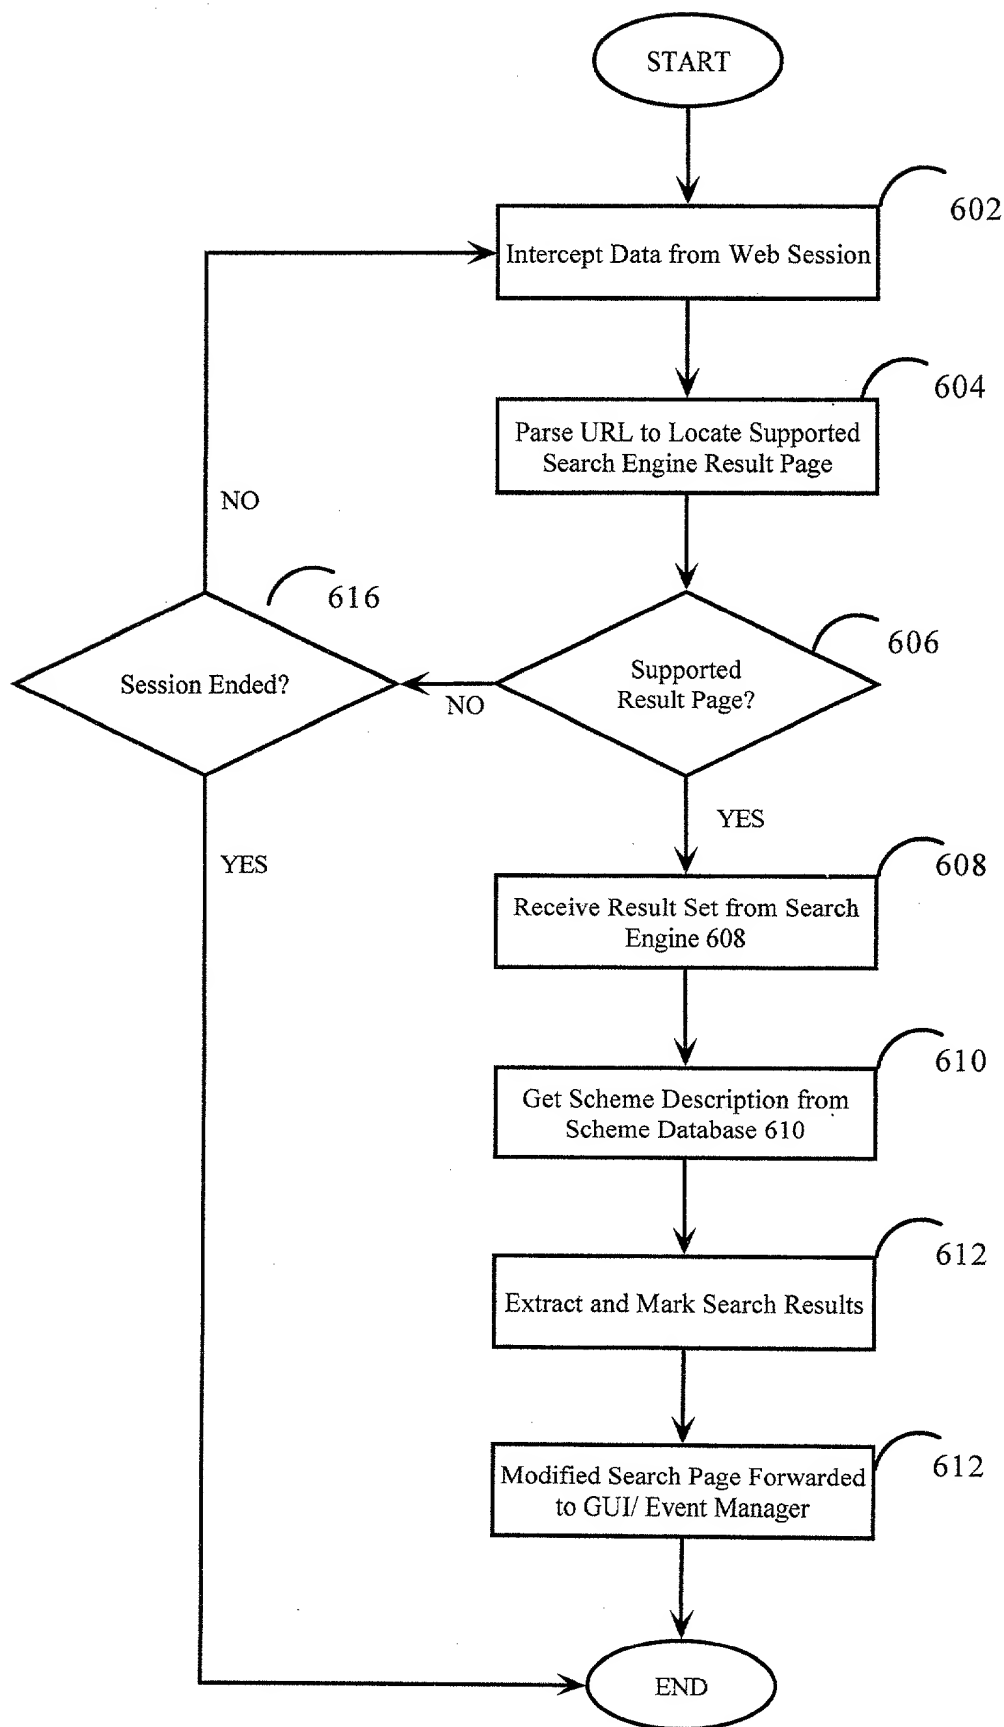 START
602
Intercept Data from Web Session
604
Parse URL to Locate Supported
Search Engine Result Page
NO
616
606
Session Ended?
Supported
Result Page?
NO
YES
YES
608
Receive Result Set from Search
Engine 608
610
Get Scheme Description from
Scheme Database 610
612
Extract and Mark Search Results
612
Modified Search Page Forwarded
to GUI/ Event Manager
END